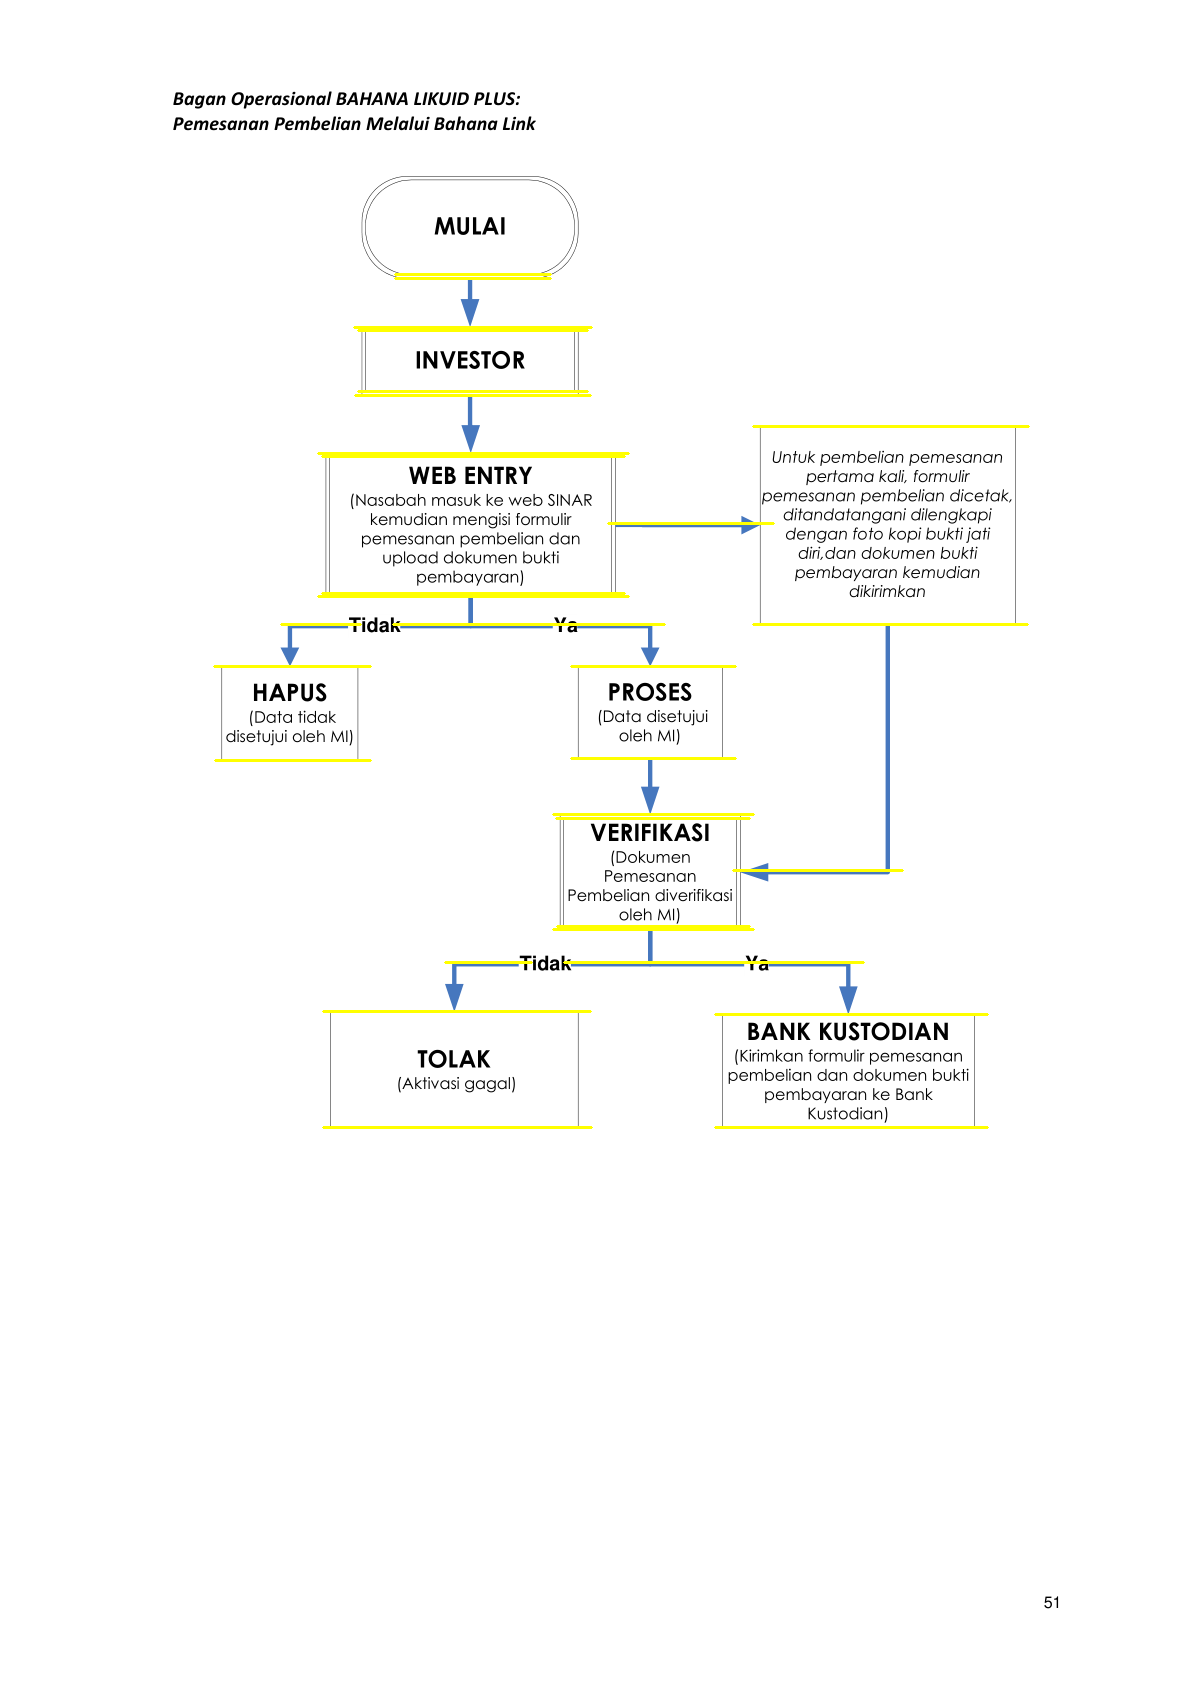 Bagan Operasional BAHANA LIKUID PLUS:
Pemesanan Pembelian Melalui Bahana Link
MULAI
INVESTOR
WEB ENTRY
(Nasabah masuk ke web SINAR
kemudian mengisi formulir
pemesanan pembelian dan
upload dokumen bukti
pembayaran)
Untuk pembelian pemesanan
pertama kali, formulir
pemesanan pembelian dicetak,
ditandatangani dilengkapi
dengan foto kopi bukti jati
diri,dan dokumen bukti
pembayaran kemudian
dikirimkan
Tidak
Ya
HAPUS
(Data tidak
disetujui oleh MI)
PROSES
(Data disetujui
oleh MI)
VERIFIKASI
(Dokumen
Pemesanan
Pembelian diverifikasi
oleh MI)
Tidak
Ya
TOLAK
(Aktivasi gagal)
BANK KUSTODIAN
(Kirimkan formulir pemesanan
pembelian dan dokumen bukti
pembayaran ke Bank
Kustodian)
51